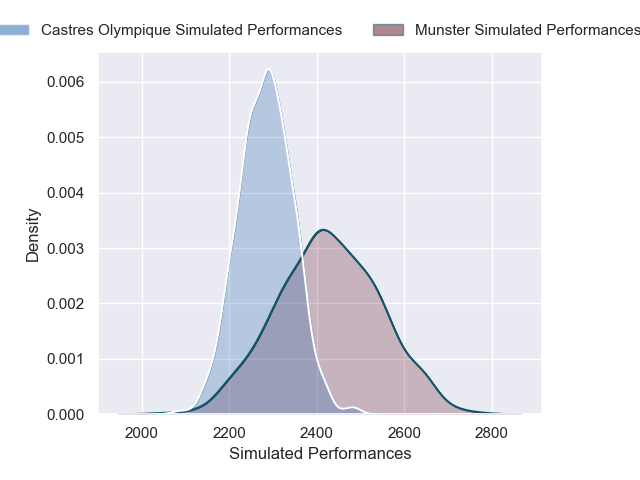 Castres Olympique Simulated Performances
Munster Simulated Performances
0.006
0.005
0.004
0.003
0.002
0.001
0.000
Density
2000 2200 2400 2600 2800
Simulated Performances